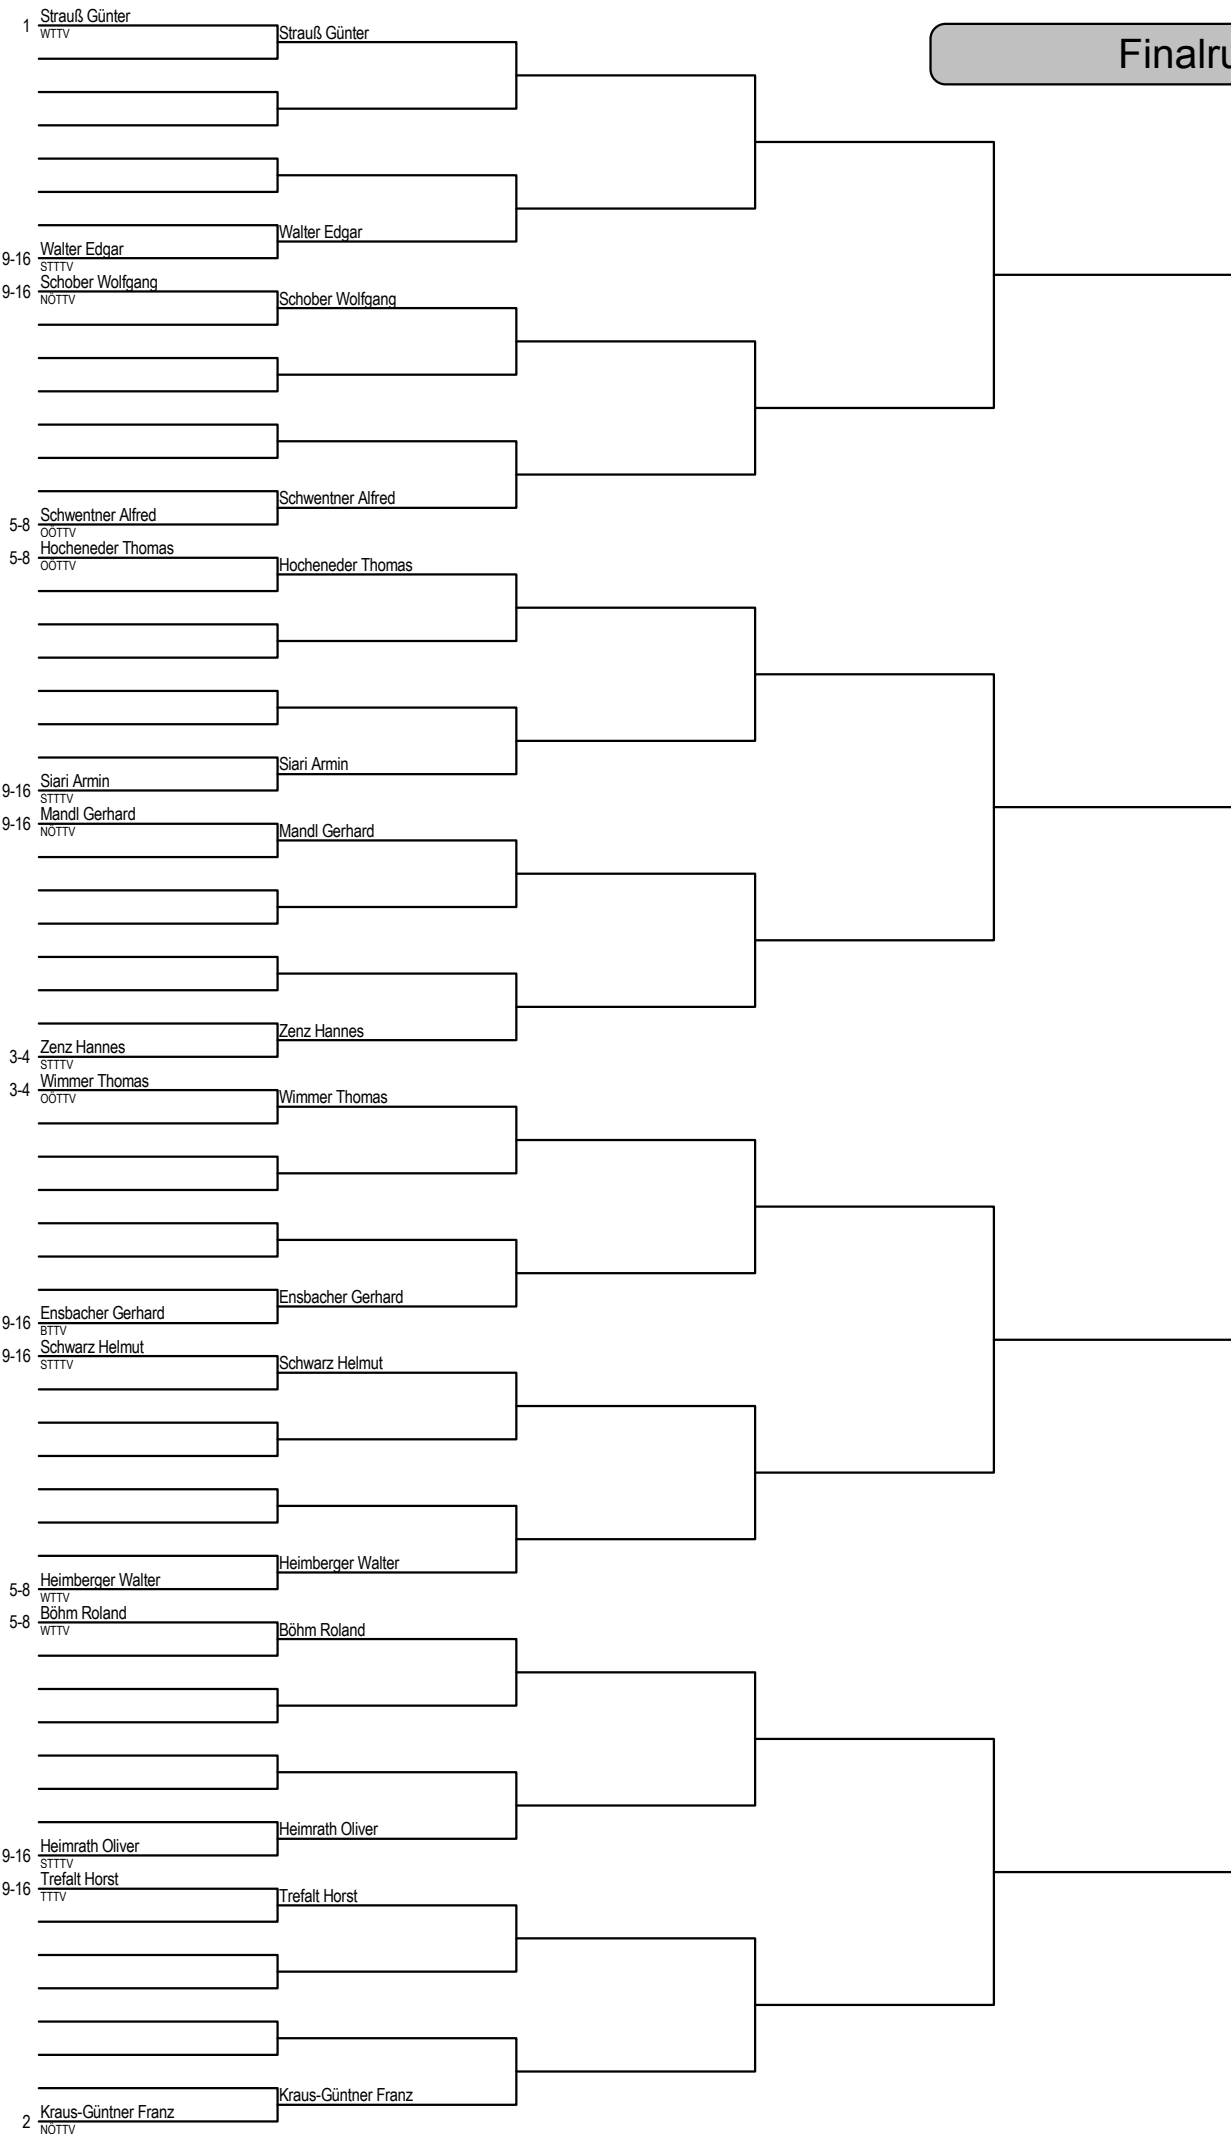 Finalru
1 Strauß Günter
WTTV
Strauß Günter
Walter Edgar
9-16 Walter Edgar
STTTV
9-16 Schober Wolfgang
NÖTTV
Schober Wolfgang
Schwentner Alfred
5-8 Schwentner Alfred
OÖTTV
5-8 Hocheneder Thomas
OÖTTV
Hocheneder Thomas
Siari Armin
9-16 Siari Armin
STTTV
9-16 Mandl Gerhard
NÖTTV
Mandl Gerhard
Zenz Hannes
3-4 Zenz Hannes
STTTV
3-4 Wimmer Thomas
OÖTTV
Wimmer Thomas
Ensbacher Gerhard
9-16 Ensbacher Gerhard
BTTV
9-16 Schwarz Helmut
STTTV
Schwarz Helmut
Heimberger Walter
5-8 Heimberger Walter
WTTV
5-8 Böhm Roland
WTTV
Böhm Roland
Heimrath Oliver
9-16 Heimrath Oliver
STTTV
9-16 Trefalt Horst
TTTV
Trefalt Horst
Kraus-Güntner Franz
2 Kraus-Güntner Franz
NÖTTV